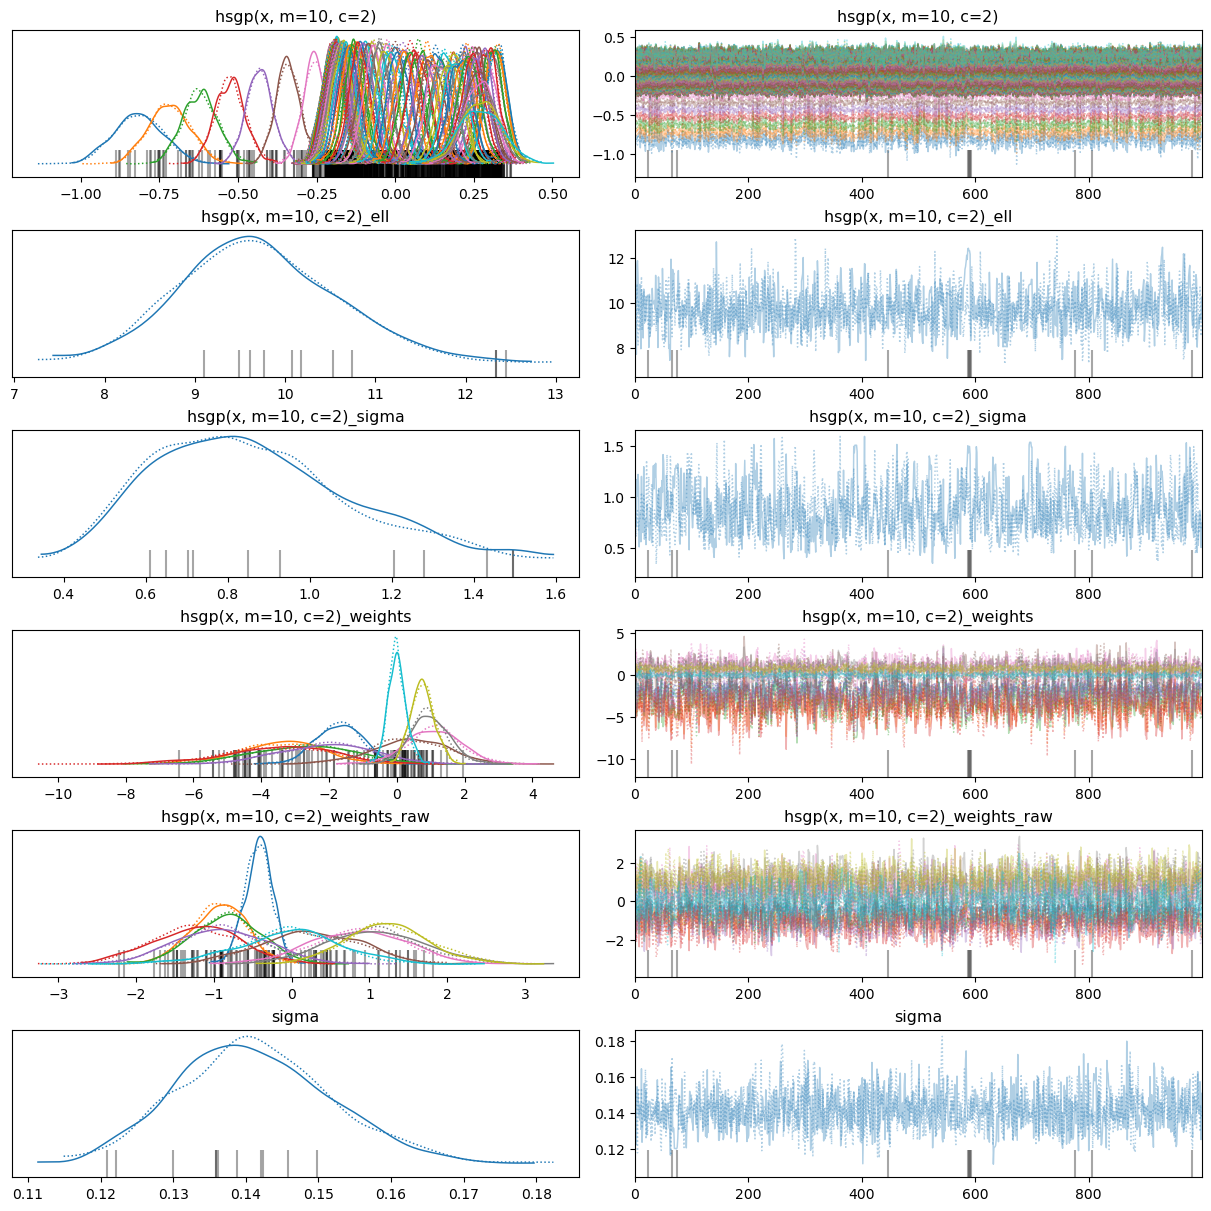 hsgp(x, m=10, c=2)
hsgp(x, m=10, c=2)
0.5
0.0
−0.5
−1.0
−1.00 −0.75 −0.50 −0.25 0.00 0.25 0.50
0 200 400 600 800
hsgp(x, m=10, c=2)_ell
hsgp(x, m=10, c=2)_ell
12
10
8
7 8 9 10 11 12 13
0 200 400 600 800
hsgp(x, m=10, c=2)_sigma
hsgp(x, m=10, c=2)_sigma
1.5
1.0
0.5
0.4 0.6 0.8 1.0 1.2 1.4 1.6
0 200 400 600 800
hsgp(x, m=10, c=2)_weights
hsgp(x, m=10, c=2)_weights
5
0
−5
−10
−10 −8 −6 −4 −2 0 2 4
0 200 400 600 800
hsgp(x, m=10, c=2)_weights_raw
hsgp(x, m=10, c=2)_weights_raw
2
0
−2
−3 −2 −1 0 1 2 3
0 200 400 600 800
sigma
sigma
0.18
0.16
0.14
0.12
0.11 0.12 0.13 0.14 0.15 0.16 0.17 0.18
0 200 400 600 800